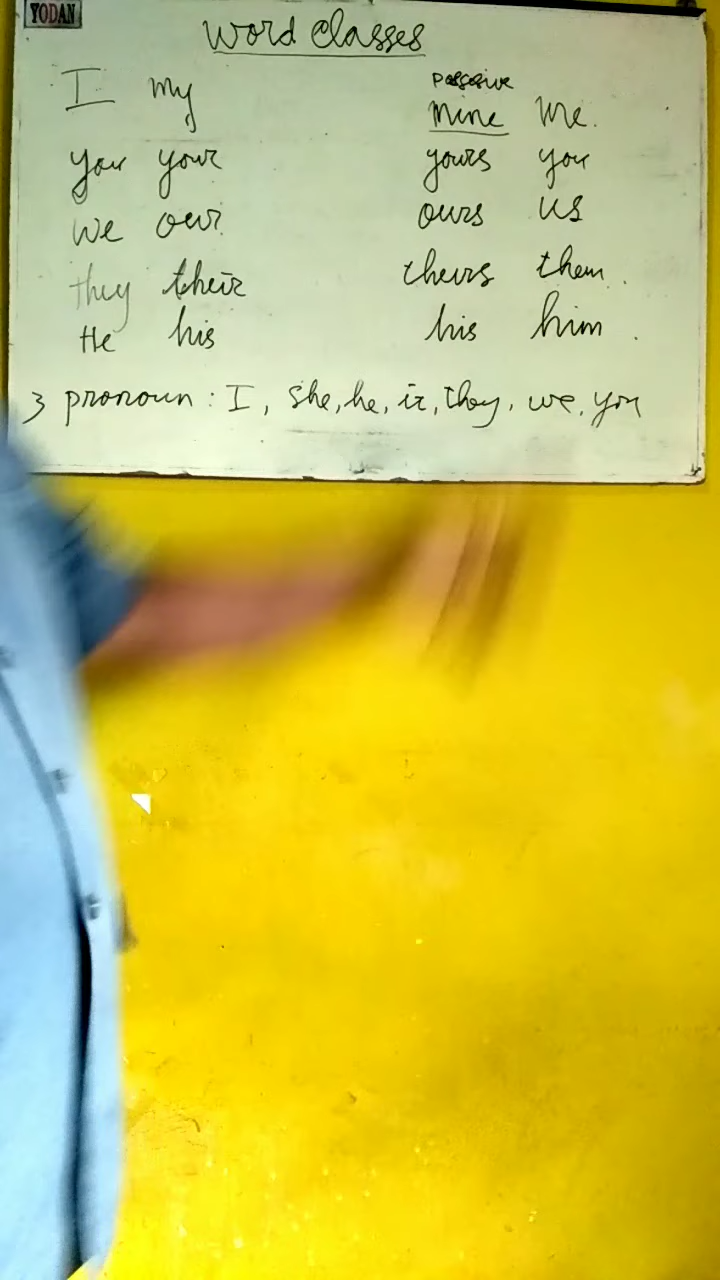 YODAN
Word Classes
I my possesive mine me.
you your yours you
we our ours us
they their theirs them.
He his his him.
3 pronoun: I, she, he, it, they, we, you